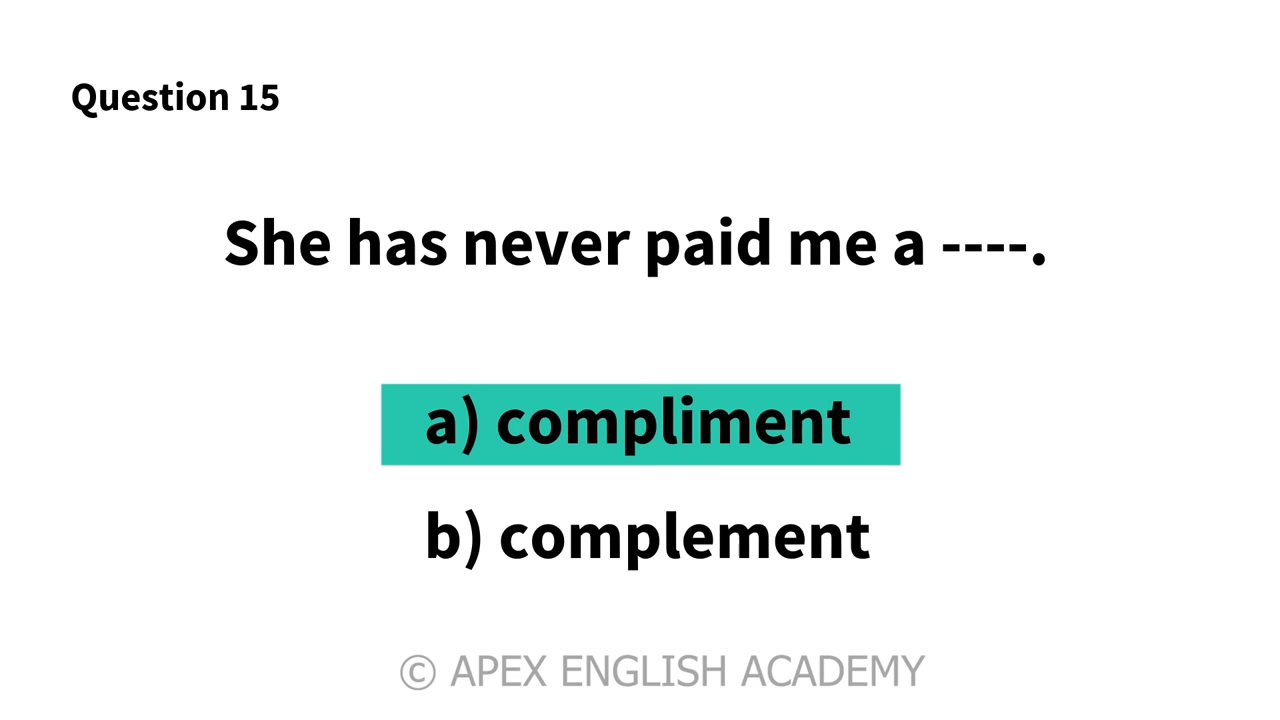 Question 15
She has never paid me a ----.
a) compliment
b) complement
© APEX ENGLISH ACADEMY